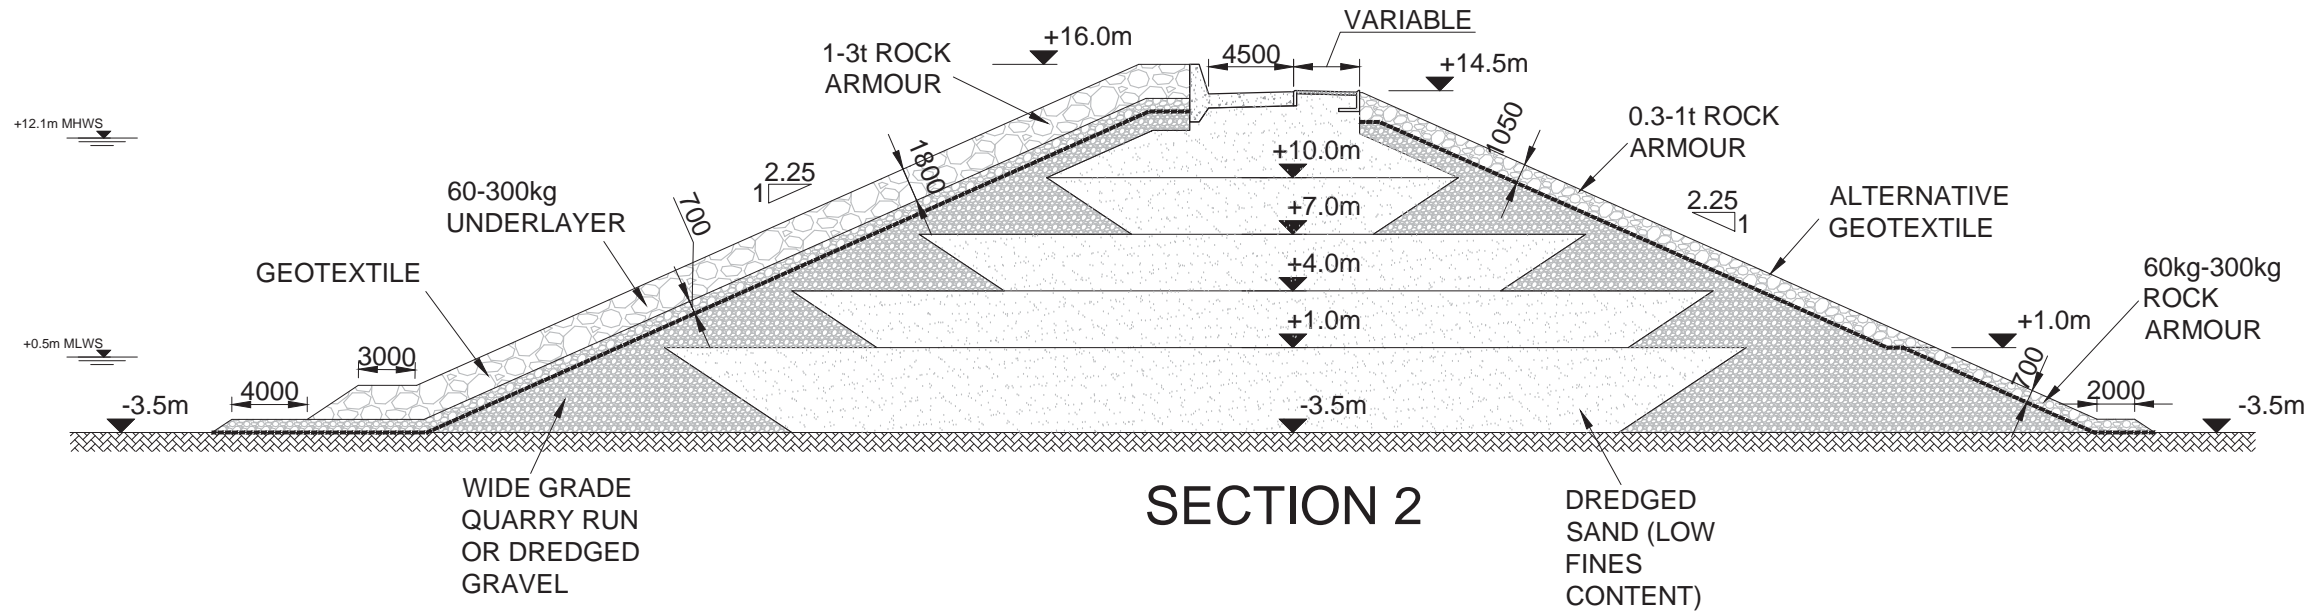 VARIABLE
+16.0m
4500
1-3t ROCK
ARMOUR
+14.5m
+12.1m MHWS
1050
0.3-1t ROCK
ARMOUR
1800
+10.0m
2.25
1
60-300kg
UNDERLAYER
700
+7.0m
2.25
1
ALTERNATIVE
GEOTEXTILE
GEOTEXTILE
+4.0m
60kg-300kg
ROCK
ARMOUR
+0.5m MLWS
3000
+1.0m
+1.0m
4000
700
2000
-3.5m
-3.5m
-3.5m
WIDE GRADE
QUARRY RUN
OR DREDGED
GRAVEL
SECTION 2
DREDGED
SAND (LOW
FINES
CONTENT)